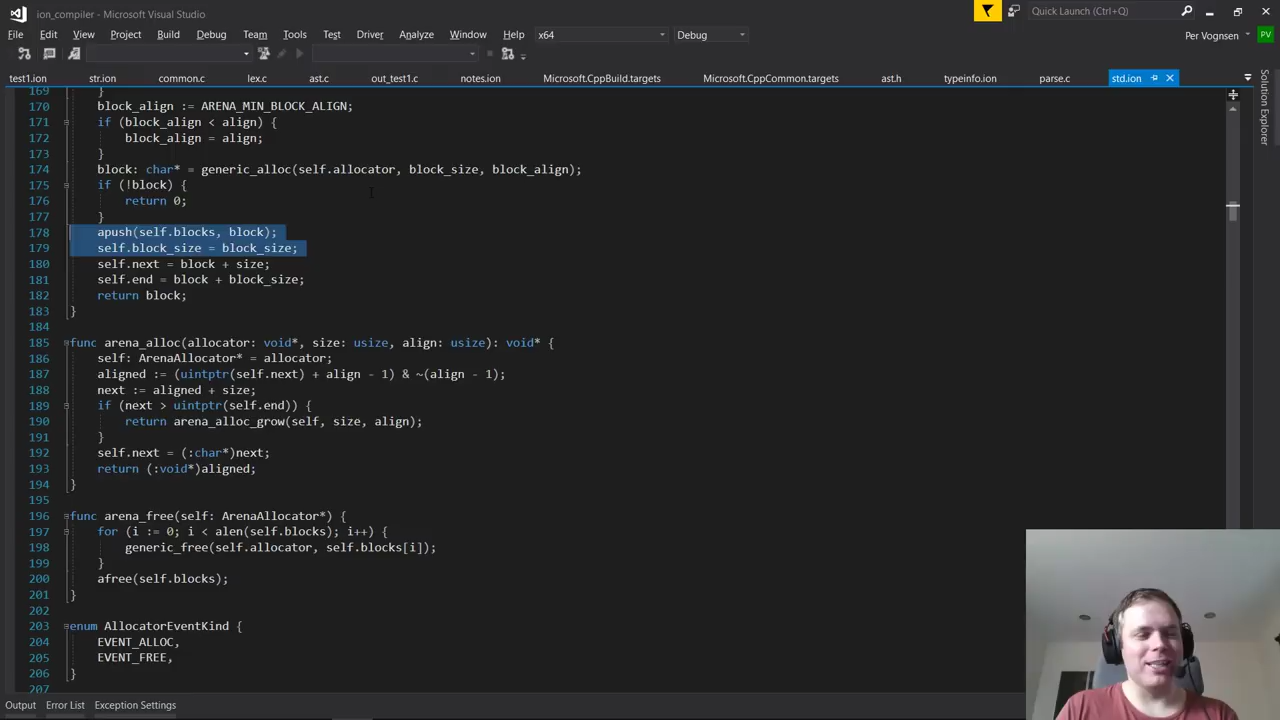 ion_compiler - Microsoft Visual Studio
Quick Launch (Ctrl+Q)
File Edit View Project Build Debug Team Tools Test Driver Analyze Window Help x64 Debug
Per Vognsen PV
test1.ion str.ion common.c lex.c ast.c out_test1.c notes.ion Microsoft.CppBuild.targets Microsoft.CppCommon.targets ast.h typeinfo.ion parse.c std.ion
Solution Explorer
169 }
170 block_align := ARENA_MIN_BLOCK_ALIGN;
171 if (block_align < align) {
172 block_align = align;
173 }
174 block: char* = generic_alloc(self.allocator, block_size, block_align);
175 if (!block) {
176 return 0;
177 }
178 apush(self.blocks, block);
179 self.block_size = block_size;
180 self.next = block + size;
181 self.end = block + block_size;
182 return block;
183 }
184
185 func arena_alloc(allocator: void*, size: usize, align: usize): void* {
186 self: ArenaAllocator* = allocator;
187 aligned := (uintptr(self.next) + align - 1) & ~(align - 1);
188 next := aligned + size;
189 if (next > uintptr(self.end)) {
190 return arena_alloc_grow(self, size, align);
191 }
192 self.next = (:char*)next;
193 return (:void*)aligned;
194 }
195
196 func arena_free(self: ArenaAllocator*) {
197 for (i := 0; i < alen(self.blocks); i++) {
198 generic_free(self.allocator, self.blocks[i]);
199 }
200 afree(self.blocks);
201 }
202
203 enum AllocatorEventKind {
204 EVENT_ALLOC,
205 EVENT_FREE,
206 }
207
Output Error List Exception Settings